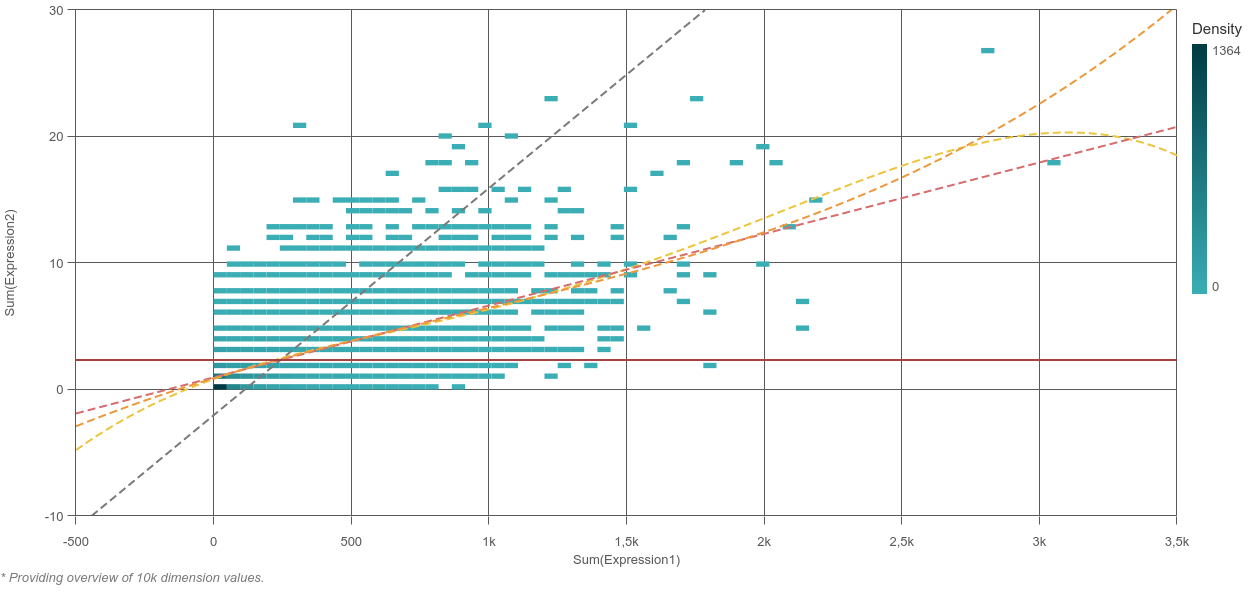 30
20
10
0
-10
Sum(Expression2)
-500
0
500
1k
1,5k
2k
2,5k
3k
3,5k
Sum(Expression1)
Density
1364
0
* Providing overview of 10k dimension values.